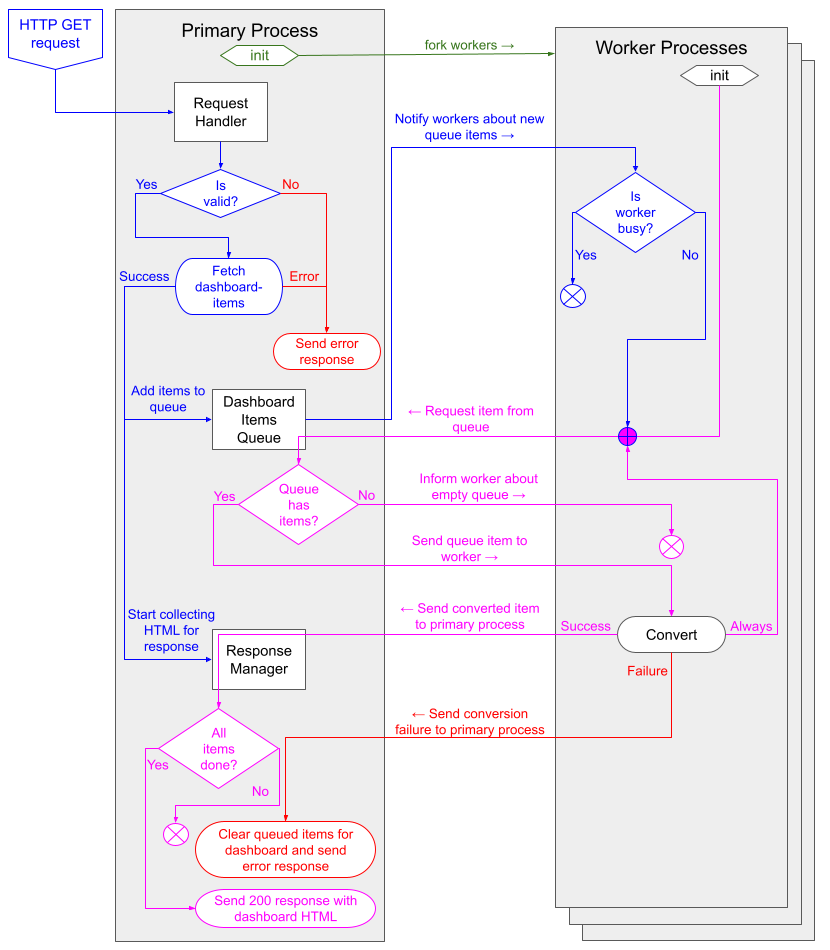 HTTP GET
request
Primary Process
init
fork workers →
Worker Processes
init
Request
Handler
Notify workers about new
queue items →
Is
valid?
Yes
No
Is
worker
busy?
Yes
No
Fetch
dashboard-
items
Success
Error
Send error
response
Add items to
queue
Dashboard
Items
Queue
← Request item from
queue
Queue
has
items?
Yes
No
Inform worker about
empty queue →
Send queue item to
worker →
Start collecting
HTML for
response
← Send converted item
to primary process
Success
Convert
Always
Response
Manager
Failure
← Send conversion
failure to primary process
All
items
done?
Yes
No
Clear queued items for
dashboard and send
error response
Send 200 response with
dashboard HTML